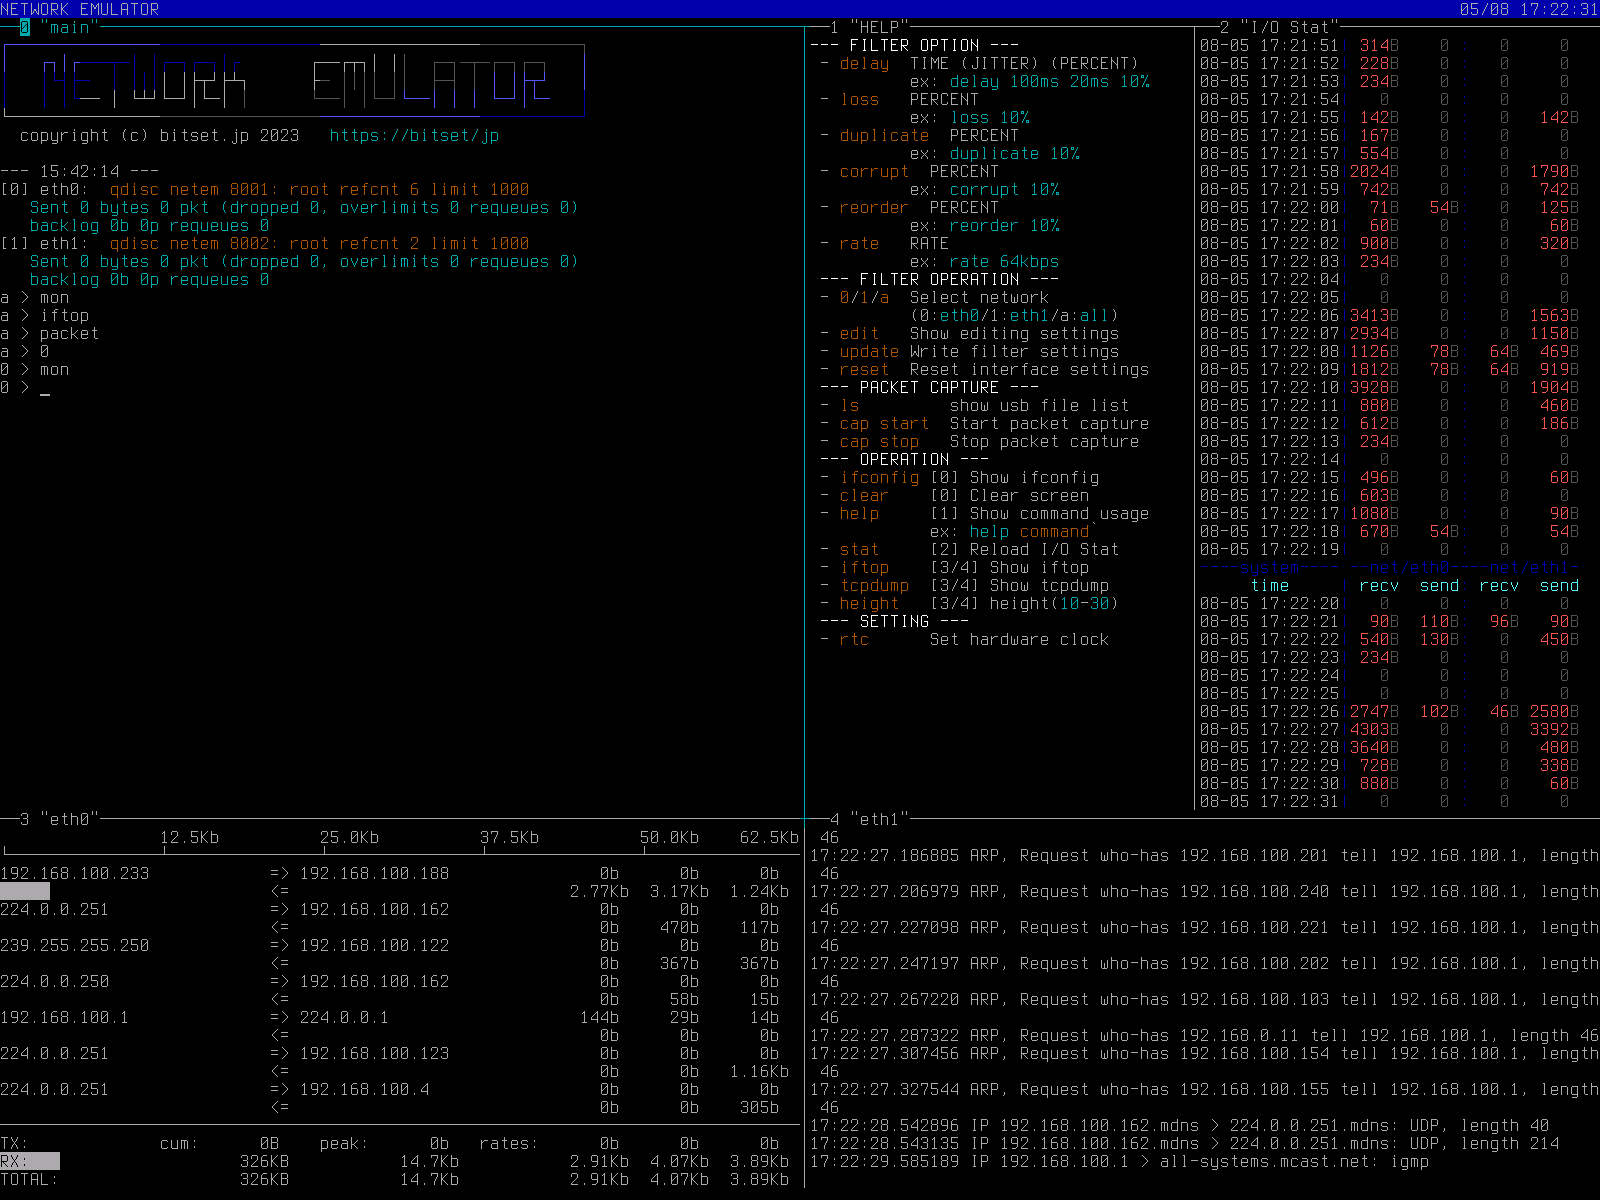 NETWORK EMULATOR 05/08 17:22:31
0 "main"
NETWORK EMULATOR
copyright (c) bitset.jp 2023 https://bitset/jp
--- 15:42:14 ---
[0] eth0: qdisc netem 8001: root refcnt 6 limit 1000
Sent 0 bytes 0 pkt (dropped 0, overlimits 0 requeues 0)
backlog 0b 0p requeues 0
[1] eth1: qdisc netem 8002: root refcnt 2 limit 1000
Sent 0 bytes 0 pkt (dropped 0, overlimits 0 requeues 0)
backlog 0b 0p requeues 0
a > mon
a > iftop
a > packet
a > 0
0 > mon
0 > _
1 "HELP"
--- FILTER OPTION ---
- delay TIME (JITTER) (PERCENT)
ex: delay 100ms 20ms 10%
- loss PERCENT
ex: loss 10%
- duplicate PERCENT
ex: duplicate 10%
- corrupt PERCENT
ex: corrupt 10%
- reorder PERCENT
ex: reorder 10%
- rate RATE
ex: rate 64kbps
--- FILTER OPERATION ---
- 0/1/a Select network
(0:eth0/1:eth1/a:all)
- edit Show editing settings
- update Write filter settings
- reset Reset interface settings
--- PACKET CAPTURE ---
- ls show usb file list
- cap start Start packet capture
- cap stop Stop packet capture
--- OPERATION ---
- ifconfig [0] Show ifconfig
- clear [0] Clear screen
- help [1] Show command usage
ex: help command`
- stat [2] Reload I/O Stat
- iftop [3/4] Show iftop
- tcpdump [3/4] Show tcpdump
- height [3/4] height(10-30)
--- SETTING ---
- rtc Set hardware clock
2 "I/O Stat"
08-05 17:21:51| 314B 0 : 0 0
08-05 17:21:52| 228B 0 : 0 0
08-05 17:21:53| 234B 0 : 0 0
08-05 17:21:54| 0 0 : 0 0
08-05 17:21:55| 142B 0 : 0 142B
08-05 17:21:56| 167B 0 : 0 0
08-05 17:21:57| 554B 0 : 0 0
08-05 17:21:58|2024B 0 : 0 1790B
08-05 17:21:59| 742B 0 : 0 742B
08-05 17:22:00| 71B 54B: 0 125B
08-05 17:22:01| 60B 0 : 0 60B
08-05 17:22:02| 900B 0 : 0 320B
08-05 17:22:03| 234B 0 : 0 0
08-05 17:22:04| 0 0 : 0 0
08-05 17:22:05| 0 0 : 0 0
08-05 17:22:06|3413B 0 : 0 1563B
08-05 17:22:07|2934B 0 : 0 1150B
08-05 17:22:08|1126B 78B: 64B 469B
08-05 17:22:09|1812B 78B: 64B 919B
08-05 17:22:10|3928B 0 : 0 1904B
08-05 17:22:11| 880B 0 : 0 460B
08-05 17:22:12| 612B 0 : 0 186B
08-05 17:22:13| 234B 0 : 0 0
08-05 17:22:14| 0 0 : 0 0
08-05 17:22:15| 496B 0 : 0 60B
08-05 17:22:16| 603B 0 : 0 0
08-05 17:22:17|1080B 0 : 0 90B
08-05 17:22:18| 670B 54B: 0 54B
08-05 17:22:19| 0 0 : 0 0
----system---- --net/eth0----net/eth1-
time | recv send: recv send
08-05 17:22:20| 0 0 : 0 0
08-05 17:22:21| 90B 110B: 96B 90B
08-05 17:22:22| 540B 130B: 0 450B
08-05 17:22:23| 234B 0 : 0 0
08-05 17:22:24| 0 0 : 0 0
08-05 17:22:25| 0 0 : 0 0
08-05 17:22:26|2747B 102B: 46B 2580B
08-05 17:22:27|4303B 0 : 0 3392B
08-05 17:22:28|3640B 0 : 0 480B
08-05 17:22:29| 728B 0 : 0 338B
08-05 17:22:30| 880B 0 : 0 60B
08-05 17:22:31| 0 0 : 0 0
3 "eth0"
12.5Kb 25.0Kb 37.5Kb 50.0Kb 62.5Kb
192.168.100.233 => 192.168.100.188 0b 0b 0b
<= 2.77Kb 3.17Kb 1.24Kb
224.0.0.251 => 192.168.100.162 0b 0b 0b
<= 0b 470b 117b
239.255.255.250 => 192.168.100.122 0b 0b 0b
<= 0b 367b 367b
224.0.0.250 => 192.168.100.162 0b 0b 0b
<= 0b 58b 15b
192.168.100.1 => 224.0.0.1 144b 29b 14b
<= 0b 0b 0b
224.0.0.251 => 192.168.100.123 0b 0b 0b
<= 0b 0b 1.16Kb
224.0.0.251 => 192.168.100.4 0b 0b 0b
<= 0b 0b 305b
TX: cum: 0B peak: 0b rates: 0b 0b 0b
RX: 326KB 14.7Kb 2.91Kb 4.07Kb 3.89Kb
TOTAL: 326KB 14.7Kb 2.91Kb 4.07Kb 3.89Kb
4 "eth1"
46
17:22:27.186885 ARP, Request who-has 192.168.100.201 tell 192.168.100.1, length
46
17:22:27.206979 ARP, Request who-has 192.168.100.240 tell 192.168.100.1, length
46
17:22:27.227098 ARP, Request who-has 192.168.100.221 tell 192.168.100.1, length
46
17:22:27.247197 ARP, Request who-has 192.168.100.202 tell 192.168.100.1, length
46
17:22:27.267220 ARP, Request who-has 192.168.100.103 tell 192.168.100.1, length
46
17:22:27.287322 ARP, Request who-has 192.168.0.11 tell 192.168.100.1, length 46
17:22:27.307456 ARP, Request who-has 192.168.100.154 tell 192.168.100.1, length
46
17:22:27.327544 ARP, Request who-has 192.168.100.155 tell 192.168.100.1, length
46
17:22:28.542896 IP 192.168.100.162.mdns > 224.0.0.251.mdns: UDP, length 40
17:22:28.543135 IP 192.168.100.162.mdns > 224.0.0.251.mdns: UDP, length 214
17:22:29.585189 IP 192.168.100.1 > all-systems.mcast.net: igmp